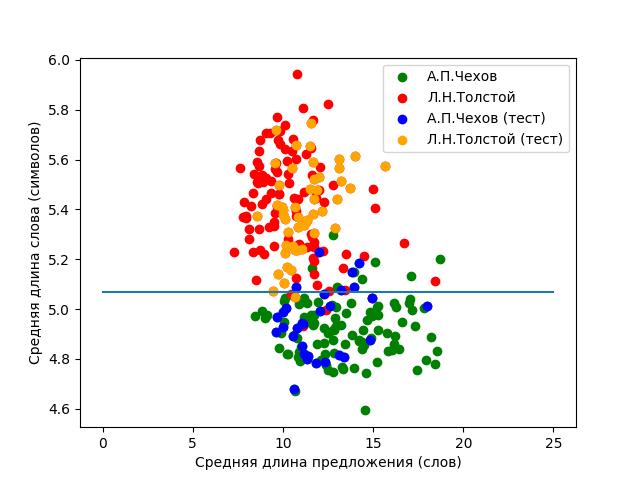 А.П.Чехов
Л.Н.Толстой
А.П.Чехов (тест)
Л.Н.Толстой (тест)
6.0
5.8
5.6
5.4
5.2
5.0
4.8
4.6
Средняя длина слова (символов)
0 5 10 15 20 25
Средняя длина предложения (слов)